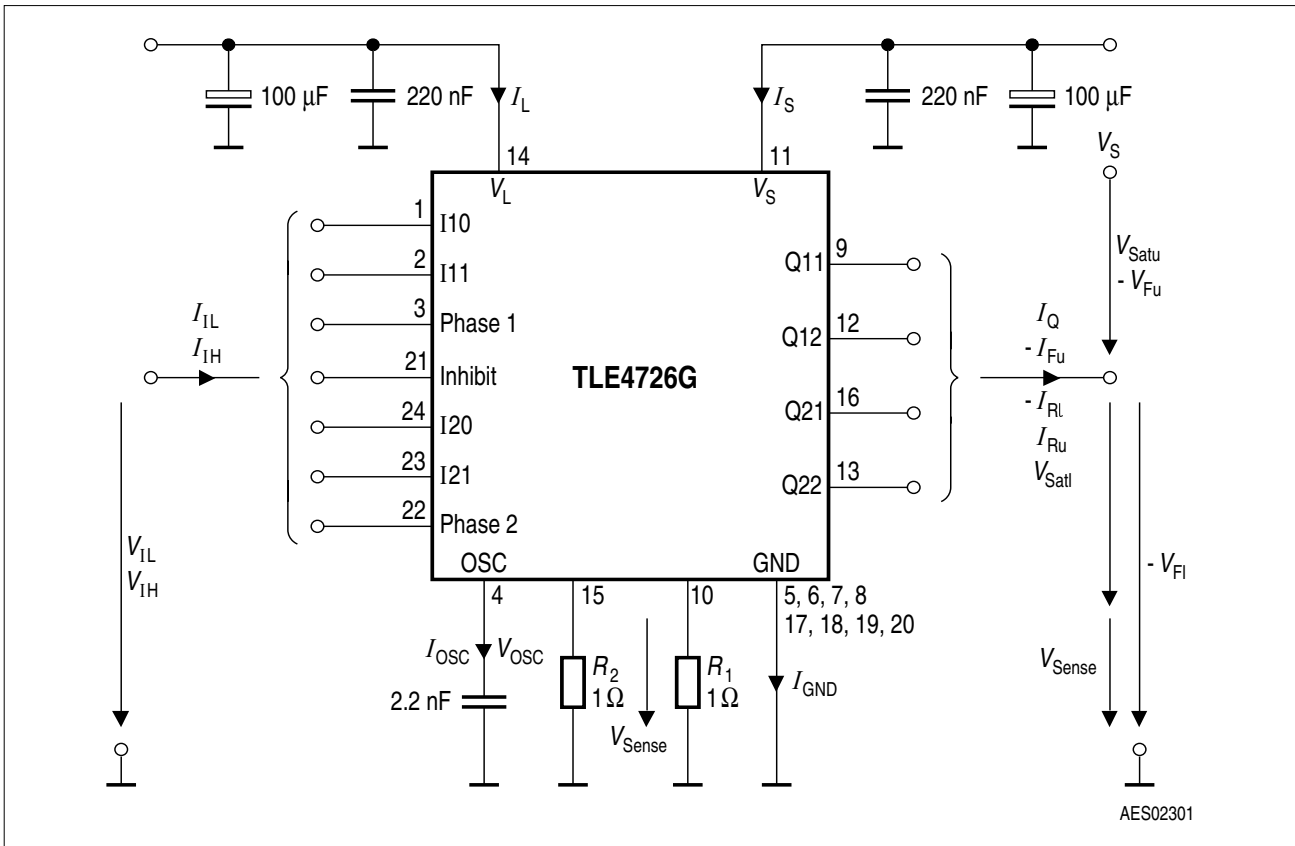 100 µF
220 nF
I_L
I_S
220 nF
100 µF
V_S
14
11
V_L
V_S
1
I10
2
I11
3
Phase 1
21
Inhibit
24
I20
23
I21
22
Phase 2
TLE4726G
Q11
9
Q12
12
Q21
16
Q22
13
I_IL
I_IH
V_IL
V_IH
I_Q
- I_Fu
- I_Rl
I_Ru
V_Satl
V_Satu
- V_Fu
- V_Fl
V_Sense
OSC
GND
4
15
10
5, 6, 7, 8
17, 18, 19, 20
I_OSC
V_OSC
2.2 nF
R_2
1 Ω
V_Sense
R_1
1 Ω
I_GND
AES02301